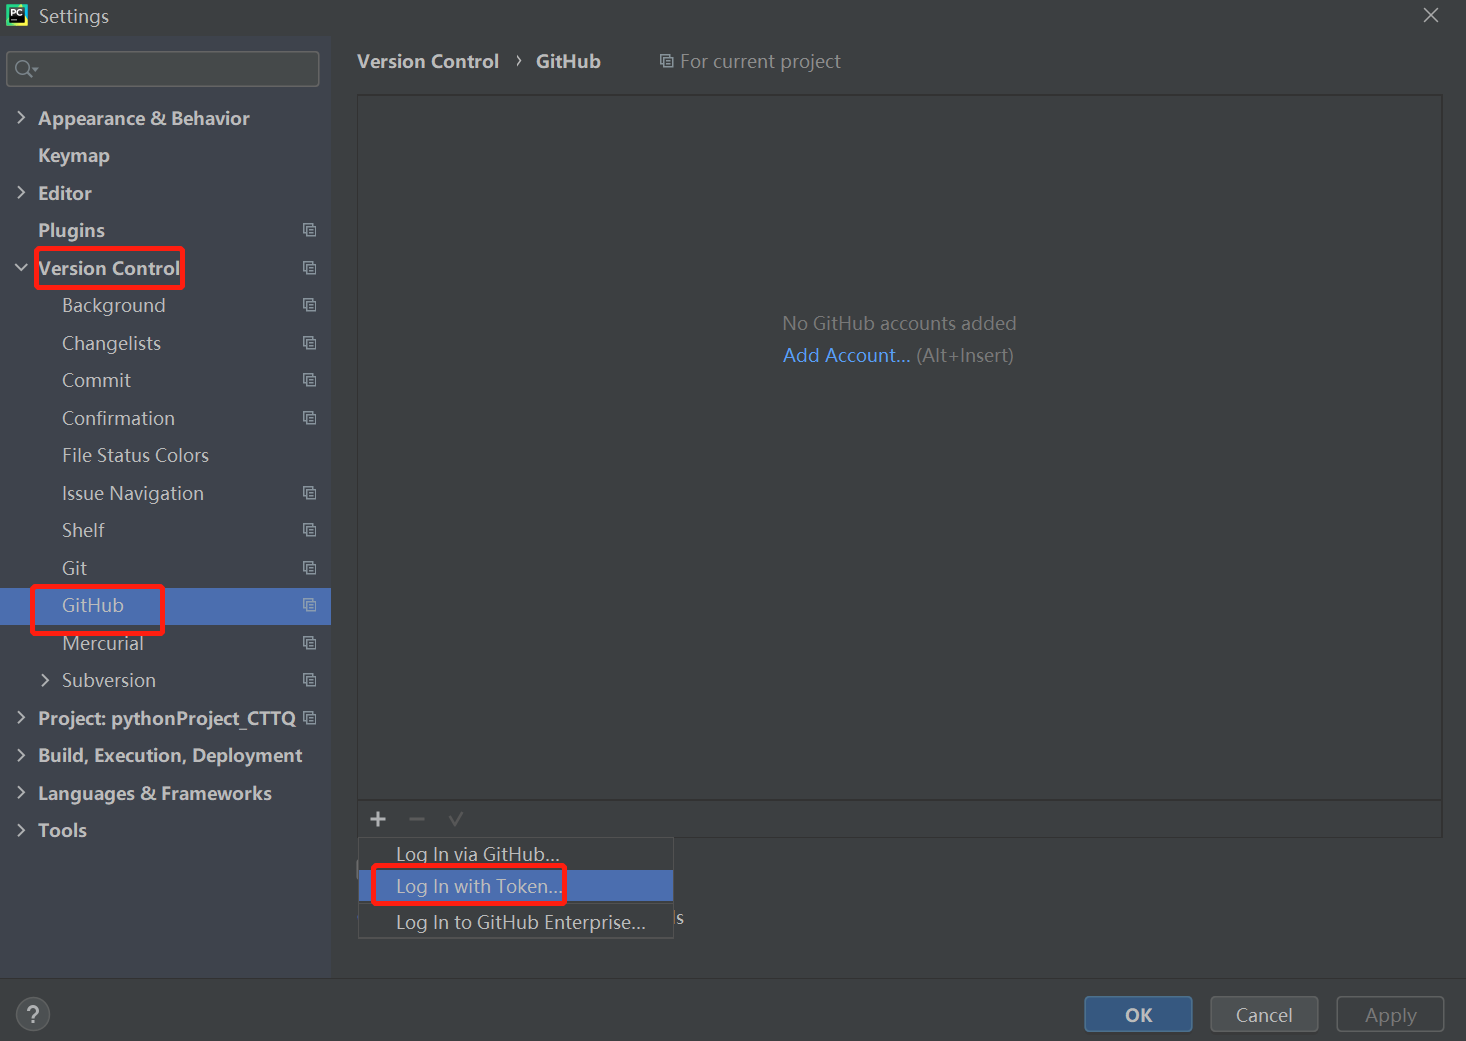 PC
Settings
Version Control › GitHub
For current project
Appearance & Behavior
Keymap
Editor
Plugins
Version Control
Background
Changelists
Commit
Confirmation
File Status Colors
Issue Navigation
Shelf
Git
GitHub
Mercurial
Subversion
Project: pythonProject_CTTQ
Build, Execution, Deployment
Languages & Frameworks
Tools
No GitHub accounts added
Add Account... (Alt+Insert)
Log In via GitHub...
Log In with Token...
Log In to GitHub Enterprise...
?
OK
Cancel
Apply